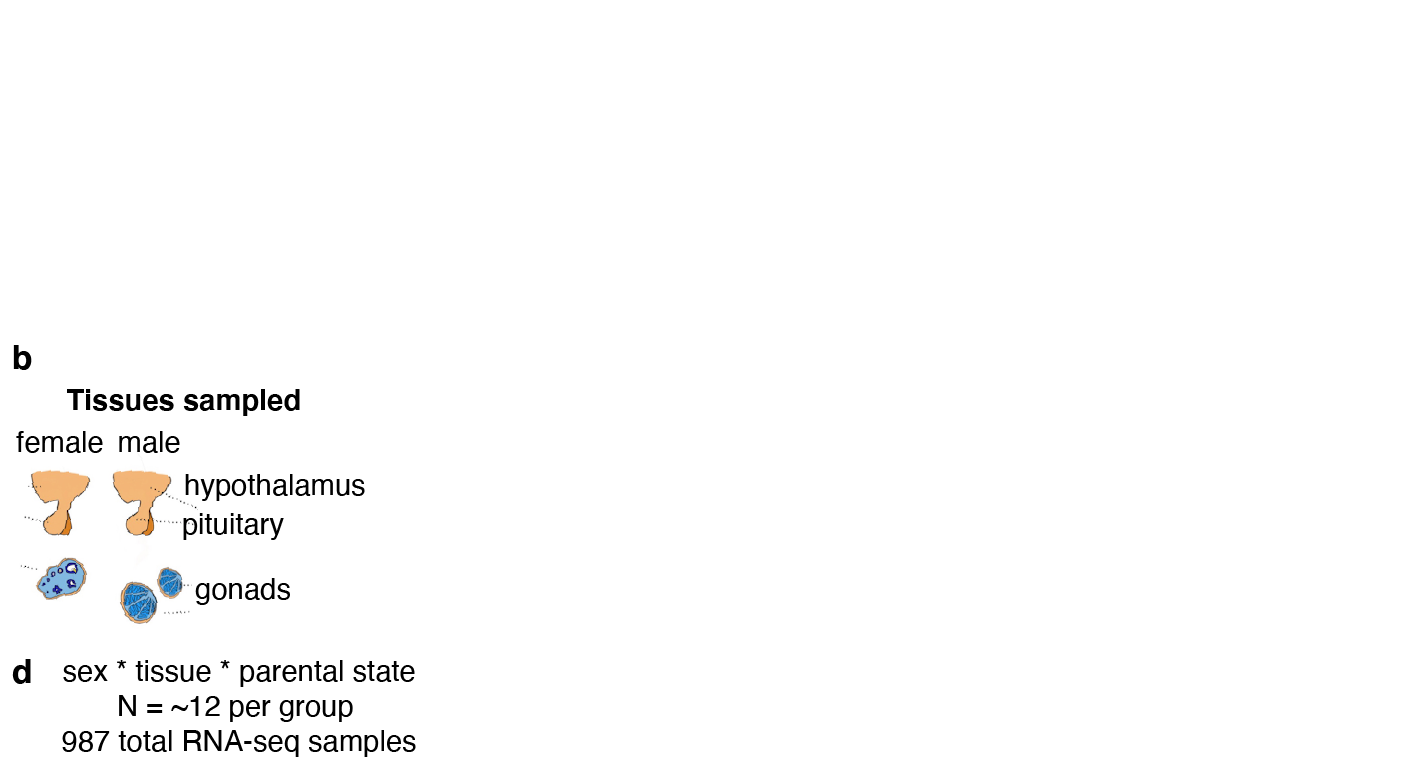 b
Tissues sampled
female male
hypothalamus
pituitary
gonads
d sex * tissue * parental state
N = ~12 per group
987 total RNA-seq samples